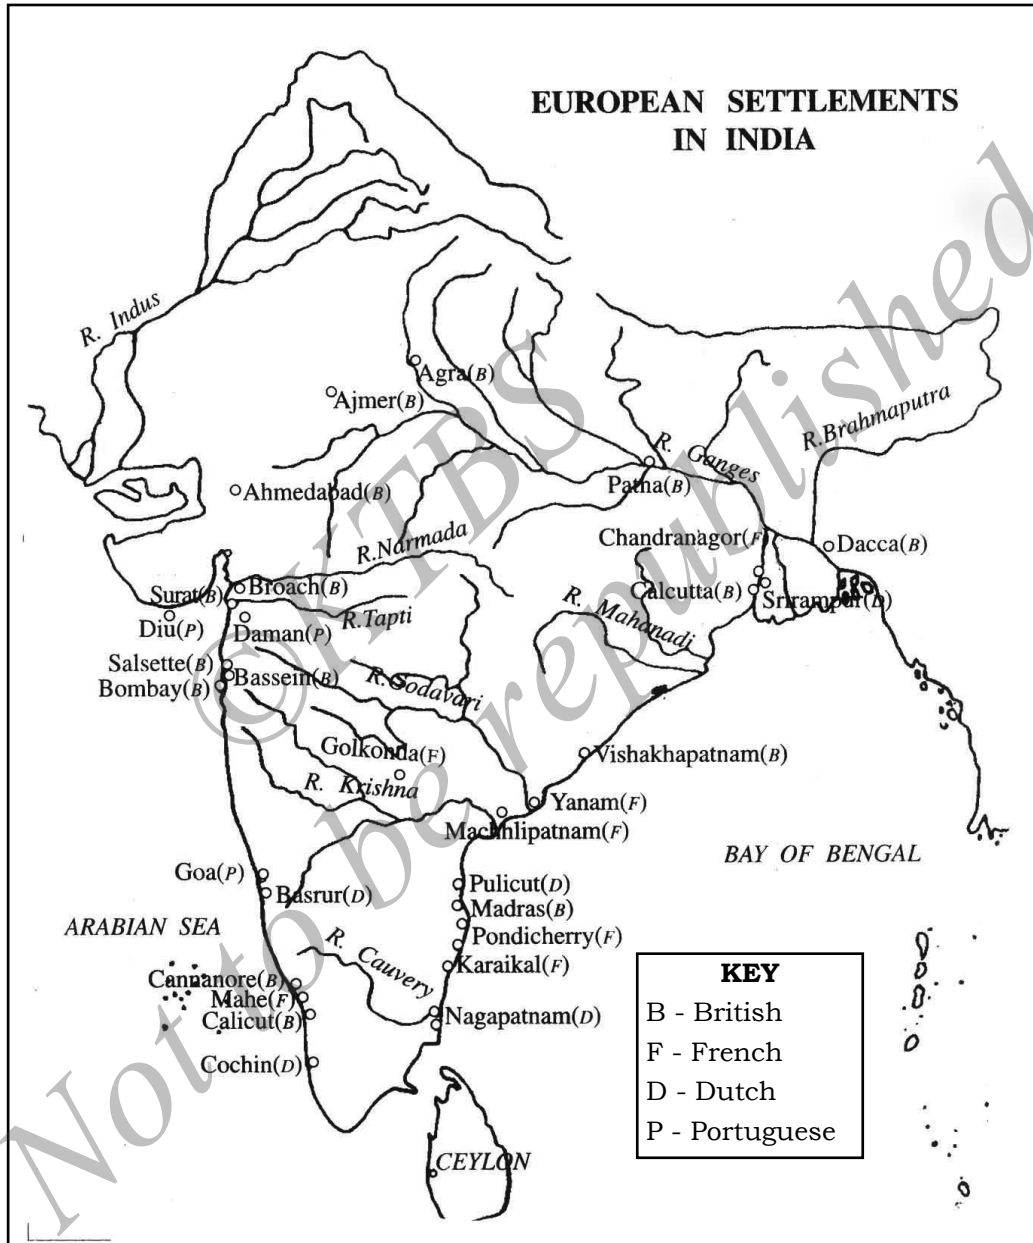 EUROPEAN SETTLEMENTS
IN INDIA
R. Indus
Agra(B)
Ajmer(B)
R. Ganges
R.Brahmaputra
Patna(B)
Ahmedabad(B)
R.Narmada
Chandranagor(F)
Dacca(B)
Surat(B)
Broach(B)
Calcutta(B)
Srirampur(D)
R. Mahanadi
Diu(P)
Daman(P)
R.Tapti
Salsette(B)
Bassein(B)
Bombay(B)
R.Godavari
Golkonda(F)
Vishakhapatnam(B)
R. Krishna
Yanam(F)
Machhlipatnam(F)
BAY OF BENGAL
Goa(P)
Basrur(D)
Pulicut(D)
Madras(B)
ARABIAN SEA
Pondicherry(F)
R. Cauvery
Karaikal(F)
Cannanore(B)
Mahe(F)
Calicut(B)
Nagapatnam(D)
Cochin(D)
CEYLON
KEY
B - British
F - French
D - Dutch
P - Portuguese
©KTBS
Not to be republished